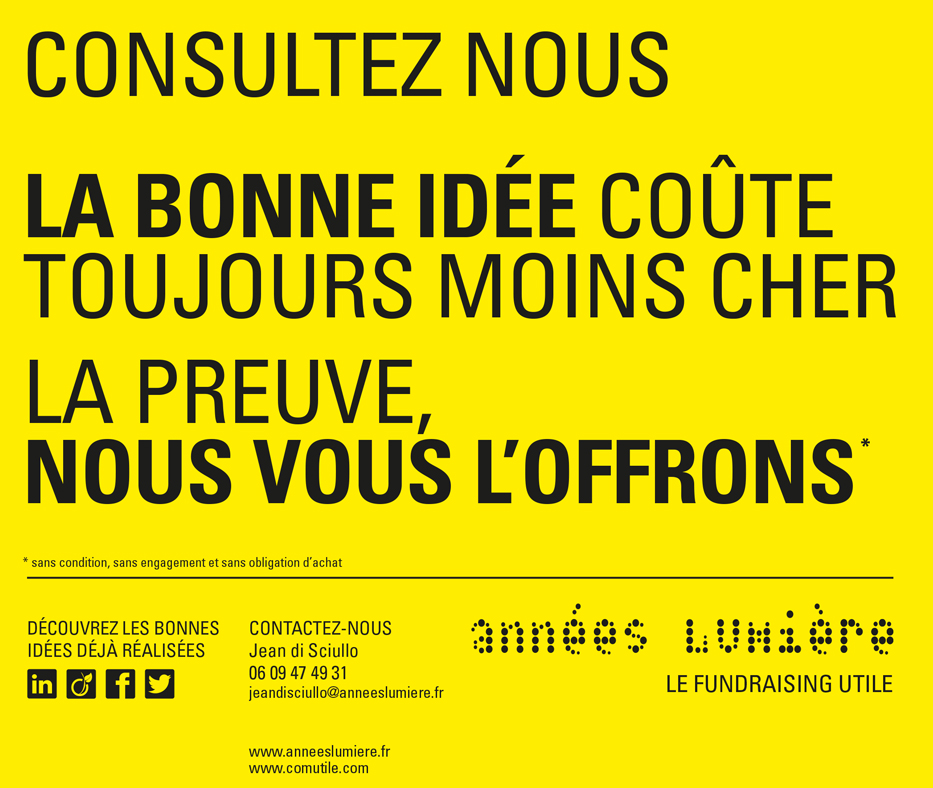 CONSULTEZ NOUS
LA BONNE IDÉE COÛTE
TOUJOURS MOINS CHER
LA PREUVE,
NOUS VOUS L’OFFRONS*
* sans condition, sans engagement et sans obligation d’achat
DÉCOUVREZ LES BONNES
IDÉES DÉJÀ RÉALISÉES
in f
CONTACTEZ-NOUS
Jean di Sciullo
06 09 47 49 31
jeandisciullo@anneeslumiere.fr
www.anneeslumiere.fr
www.comutile.com
années Lumière
LE FUNDRAISING UTILE